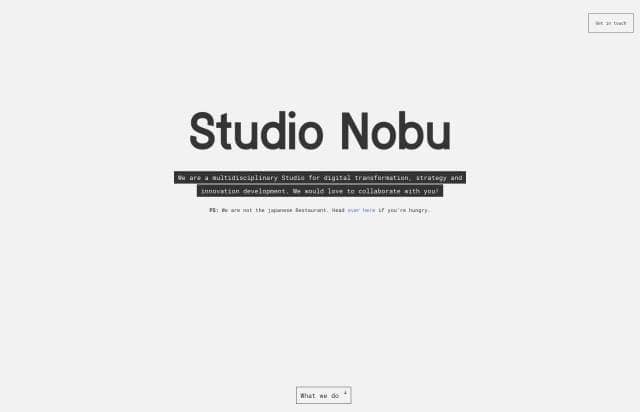 Get in touch
Studio Nobu
We are a multidisciplinary Studio for digital transformation, strategy and
innovation development. We would love to collaborate with you!
PS: We are not the japanese Restaurant. Head over here if you're hungry.
What we do ↓